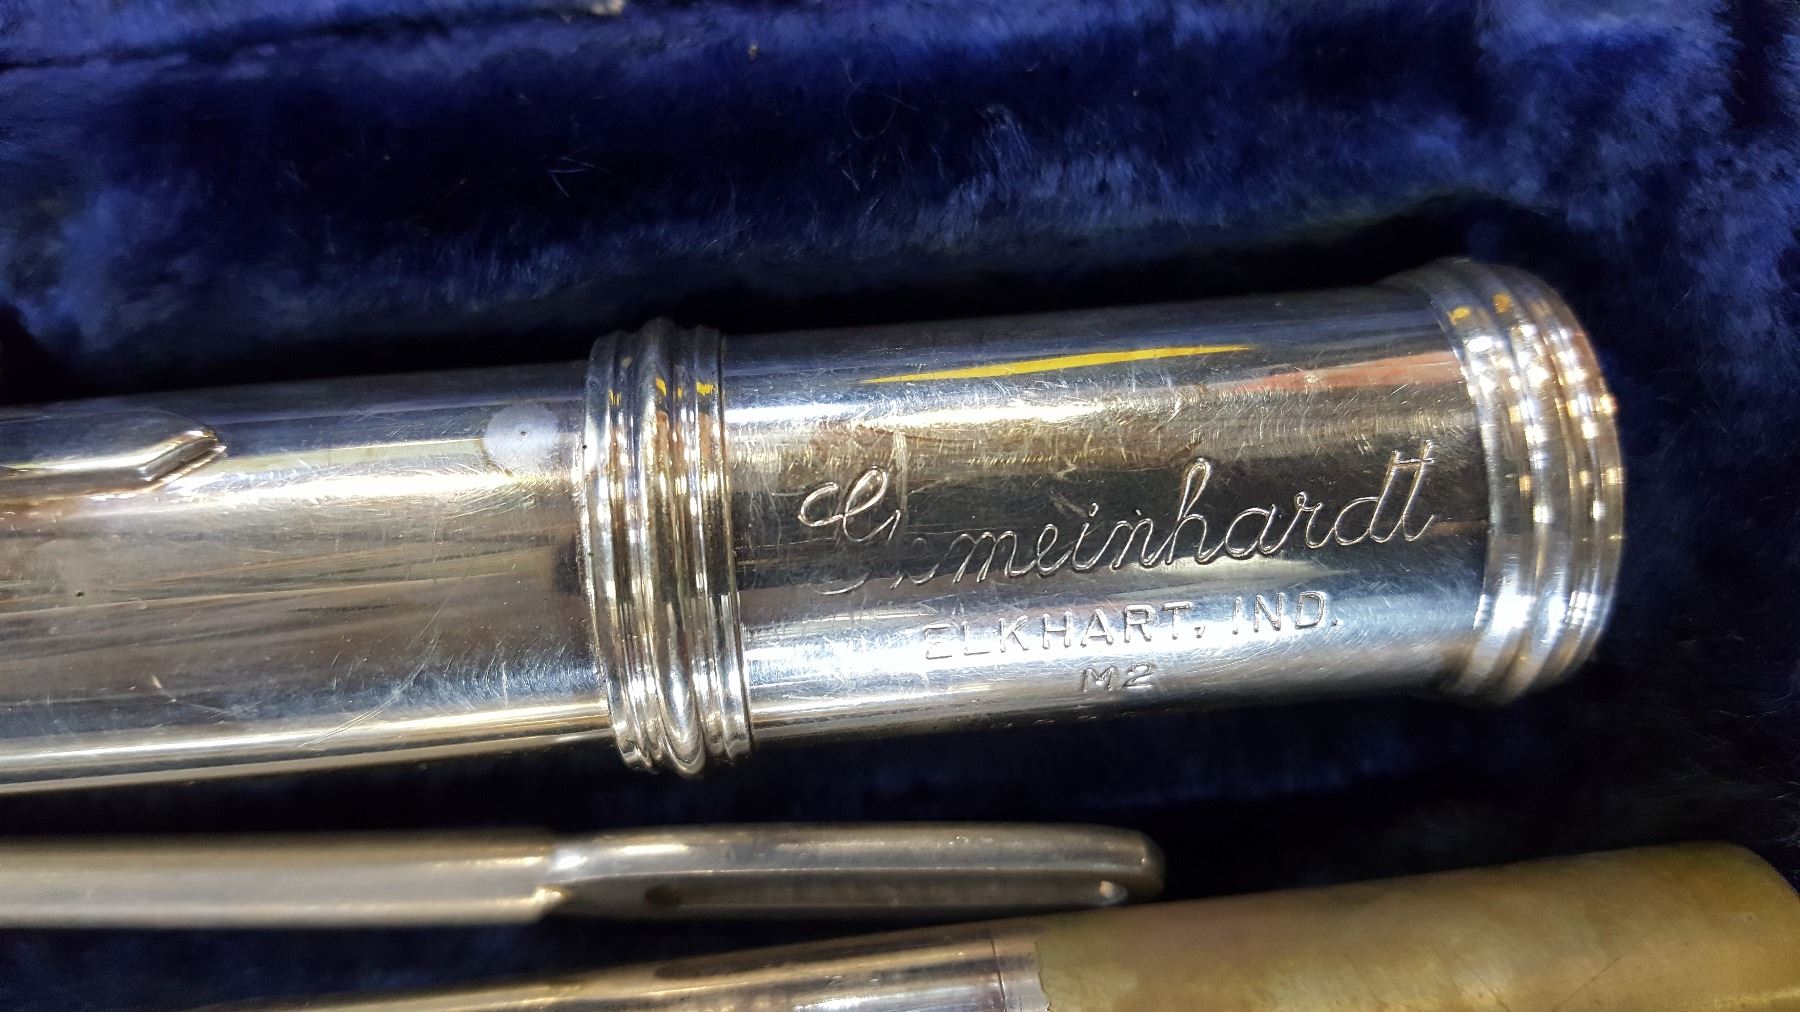 Gemeinhardt
ELKHART, IND.
M2